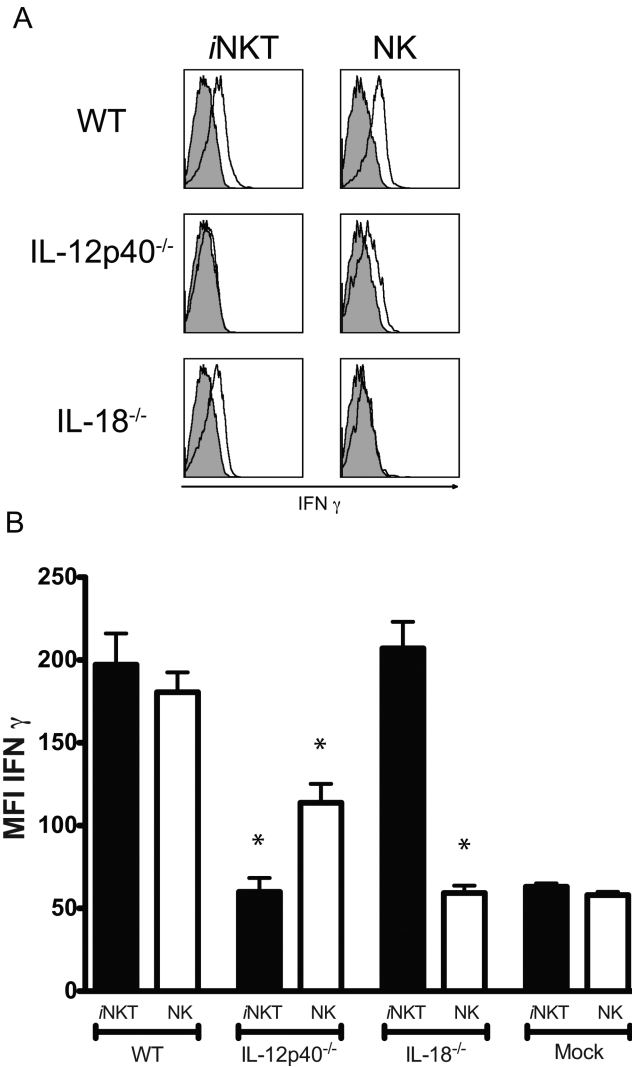 A
iNKT NK
WT
IL-12p40-/-
IL-18-/-
IFN γ
B
MFI IFN γ
250
200
150
100
50
0
*
*
*
iNKT NK iNKT NK iNKT NK iNKT NK
WT IL-12p40-/- IL-18-/- Mock